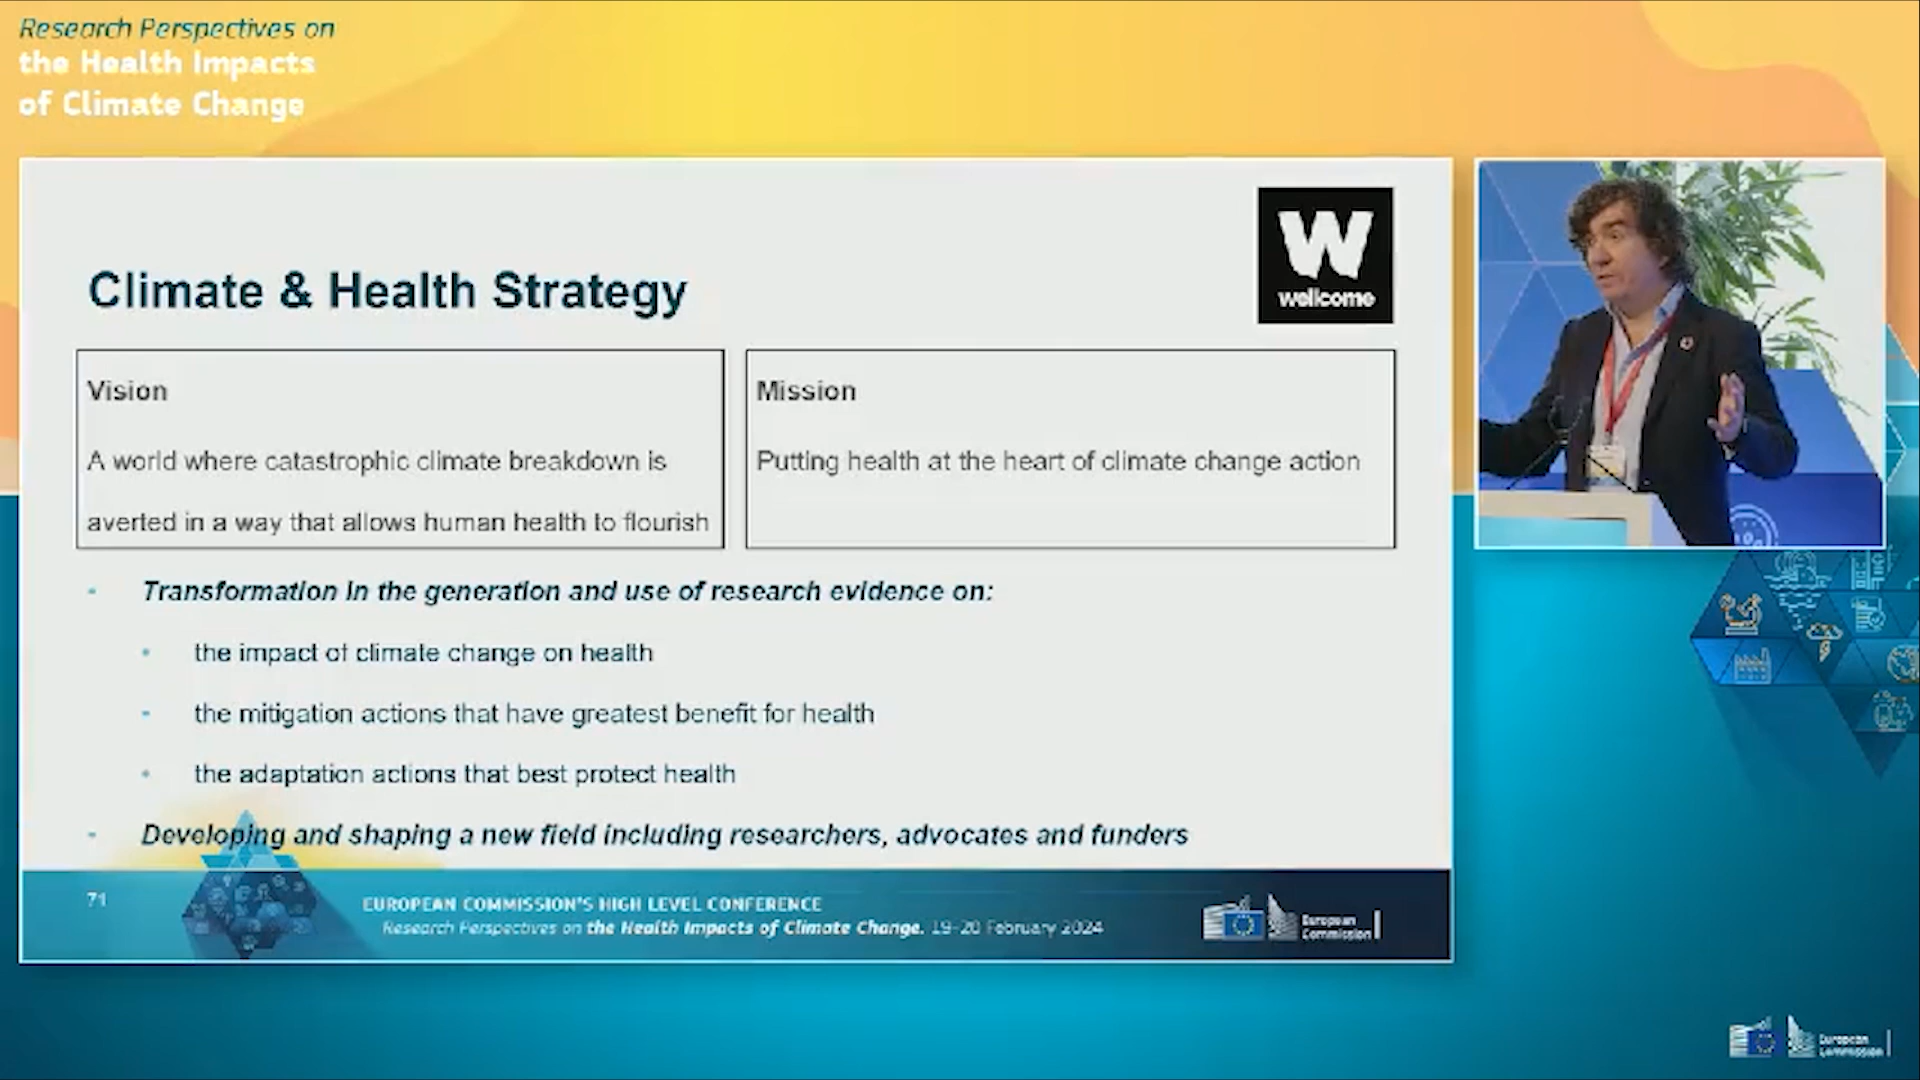 Research Perspectives on
the Health Impacts
of Climate Change
W
wellcome
Climate & Health Strategy
Vision
A world where catastrophic climate breakdown is
averted in a way that allows human health to flourish
Mission
Putting health at the heart of climate change action
- Transformation in the generation and use of research evidence on:
• the impact of climate change on health
- the mitigation actions that have greatest benefit for health
• the adaptation actions that best protect health
- Developing and shaping a new field including researchers, advocates and funders
71
EUROPEAN COMMISSION'S HIGH LEVEL CONFERENCE
Research Perspectives on the Health Impacts of Climate Change. 19-20 February 2024
European
Commission
European
Commission